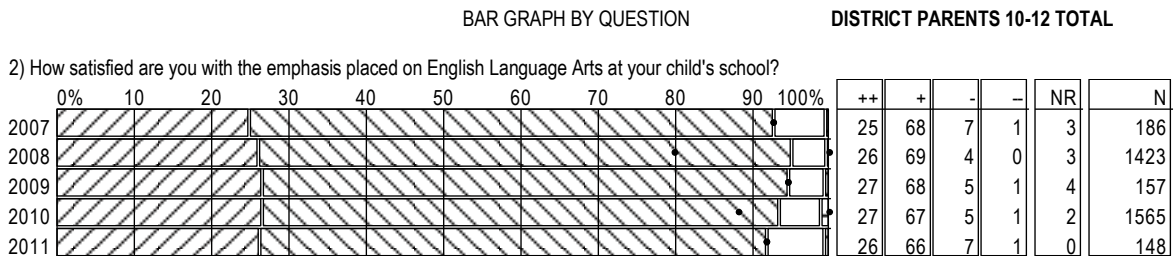 BAR GRAPH BY QUESTION DISTRICT PARENTS 10-12 TOTAL
2) How satisfied are you with the emphasis placed on English Language Arts at your child's school?
0% 10 20 30 40 50 60 70 80 90 100% ++ + - -- NR N
2007 25 68 7 1 3 186
2008 26 69 4 0 3 1423
2009 27 68 5 1 4 157
2010 27 67 5 1 2 1565
2011 26 66 7 1 0 148